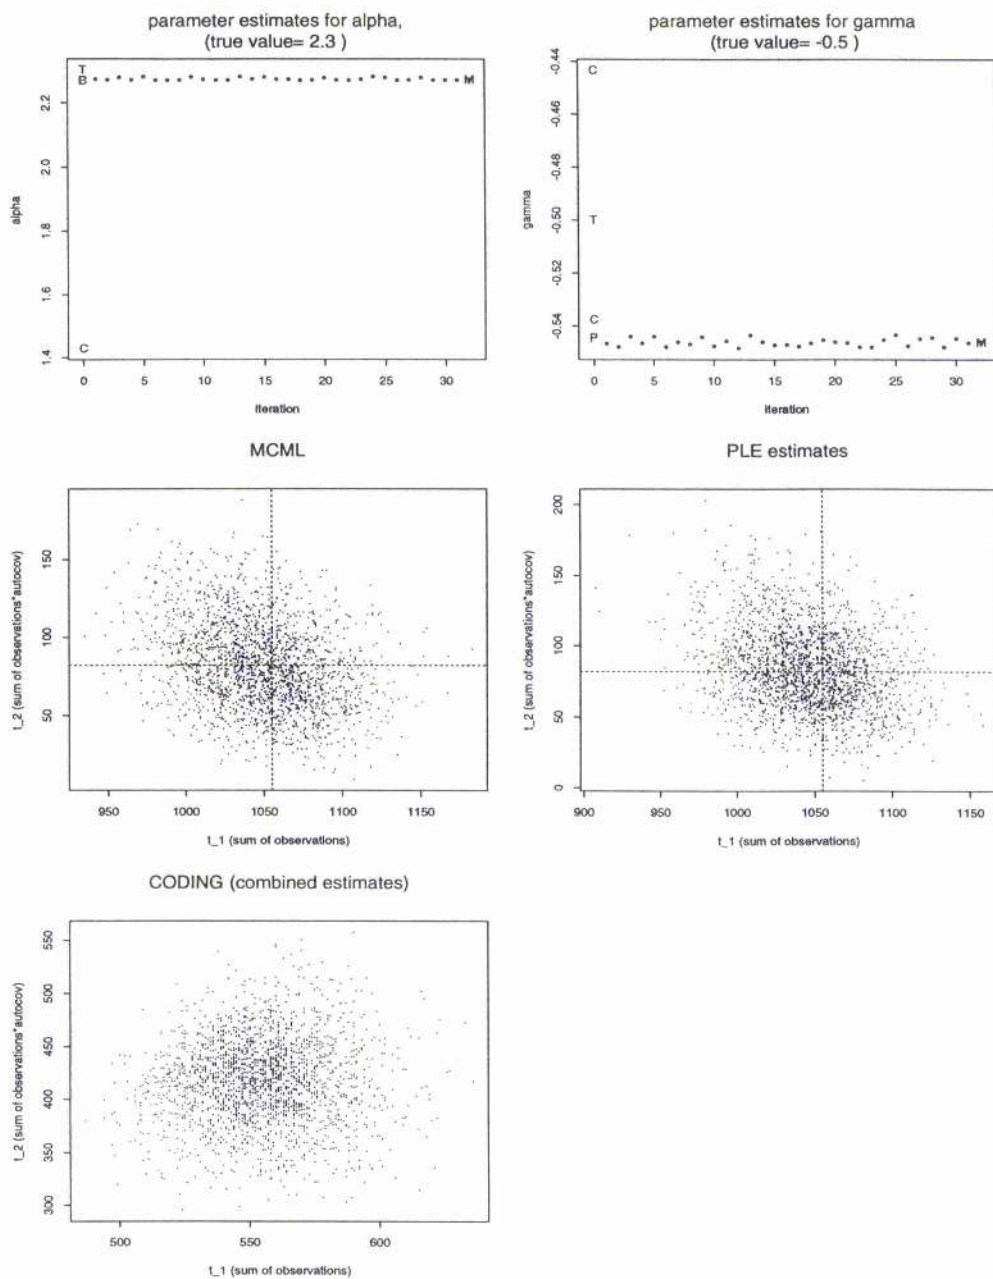 parameter estimates for alpha,
(true value= 2.3 )
T
B
M
C
2.2
2.0
1.8
1.6
1.4
alpha
0 5 10 15 20 25 30
Iteration
parameter estimates for gamma
(true value= -0.5 )
C
T
C
P
M
-0.44
-0.46
-0.48
-0.50
-0.52
-0.54
gamma
0 5 10 15 20 25 30
Iteration
MCML
150
100
50
t_2 (sum of observations*autocov)
950 1000 1050 1100 1150
t_1 (sum of observations)
PLE estimates
200
150
100
50
0
t_2 (sum of observations*autocov)
900 950 1000 1050 1100 1150
t_1 (sum of observations)
CODING (combined estimates)
550
500
450
400
350
300
t_2 (sum of observations*autocov)
500 550 600
t_1 (sum of observations)